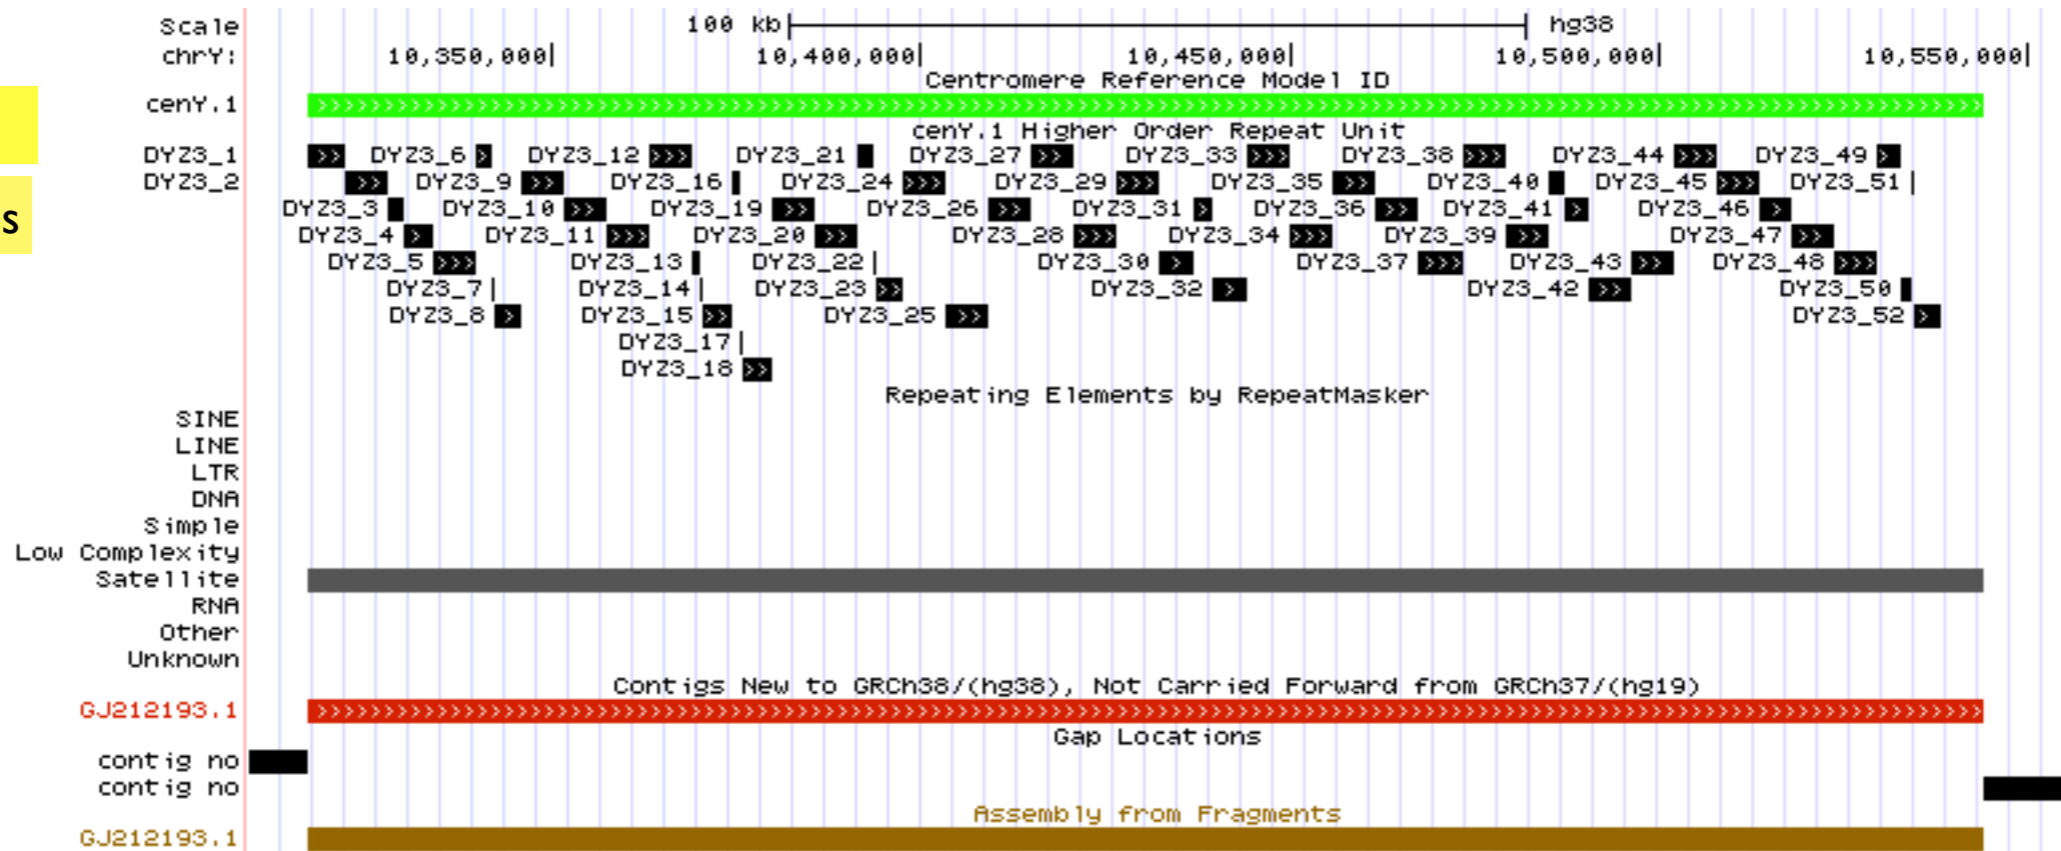 Scale 100 kb hg38
chrY: 10,350,000| 10,400,000| 10,450,000| 10,500,000| 10,550,000|
Centromere Reference Model ID
cenY.1
cenY.1 Higher Order Repeat Unit
DYZ3_1 DYZ3_6 DYZ3_12 DYZ3_21 DYZ3_27 DYZ3_33 DYZ3_38 DYZ3_44 DYZ3_49
DYZ3_2 DYZ3_9 DYZ3_16 DYZ3_24 DYZ3_29 DYZ3_35 DYZ3_40 DYZ3_45 DYZ3_51
s DYZ3_3 DYZ3_10 DYZ3_19 DYZ3_26 DYZ3_31 DYZ3_36 DYZ3_41 DYZ3_46
DYZ3_4 DYZ3_11 DYZ3_20 DYZ3_28 DYZ3_34 DYZ3_39 DYZ3_47
DYZ3_5 DYZ3_13 DYZ3_22 DYZ3_30 DYZ3_37 DYZ3_43 DYZ3_48
DYZ3_7 DYZ3_14 DYZ3_23 DYZ3_32 DYZ3_42 DYZ3_50
DYZ3_8 DYZ3_15 DYZ3_25 DYZ3_52
DYZ3_17
DYZ3_18
Repeating Elements by RepeatMasker
SINE
LINE
LTR
DNA
Simple
Low Complexity
Satellite
RNA
Other
Unknown
Contigs New to GRCh38/(hg38), Not Carried Forward from GRCh37/(hg19)
GJ212193.1
Gap Locations
contig no
contig no
Assembly from Fragments
GJ212193.1